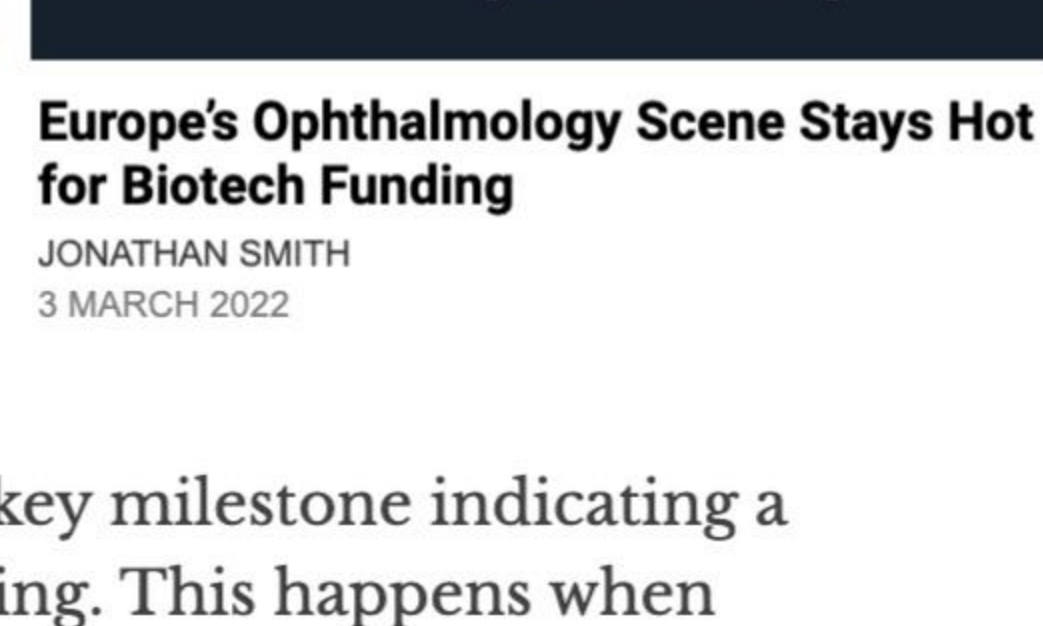 Europe’s Ophthalmology Scene Stays Hot
for Biotech Funding
JONATHAN SMITH
3 MARCH 2022
key milestone indicating a
ing. This happens when